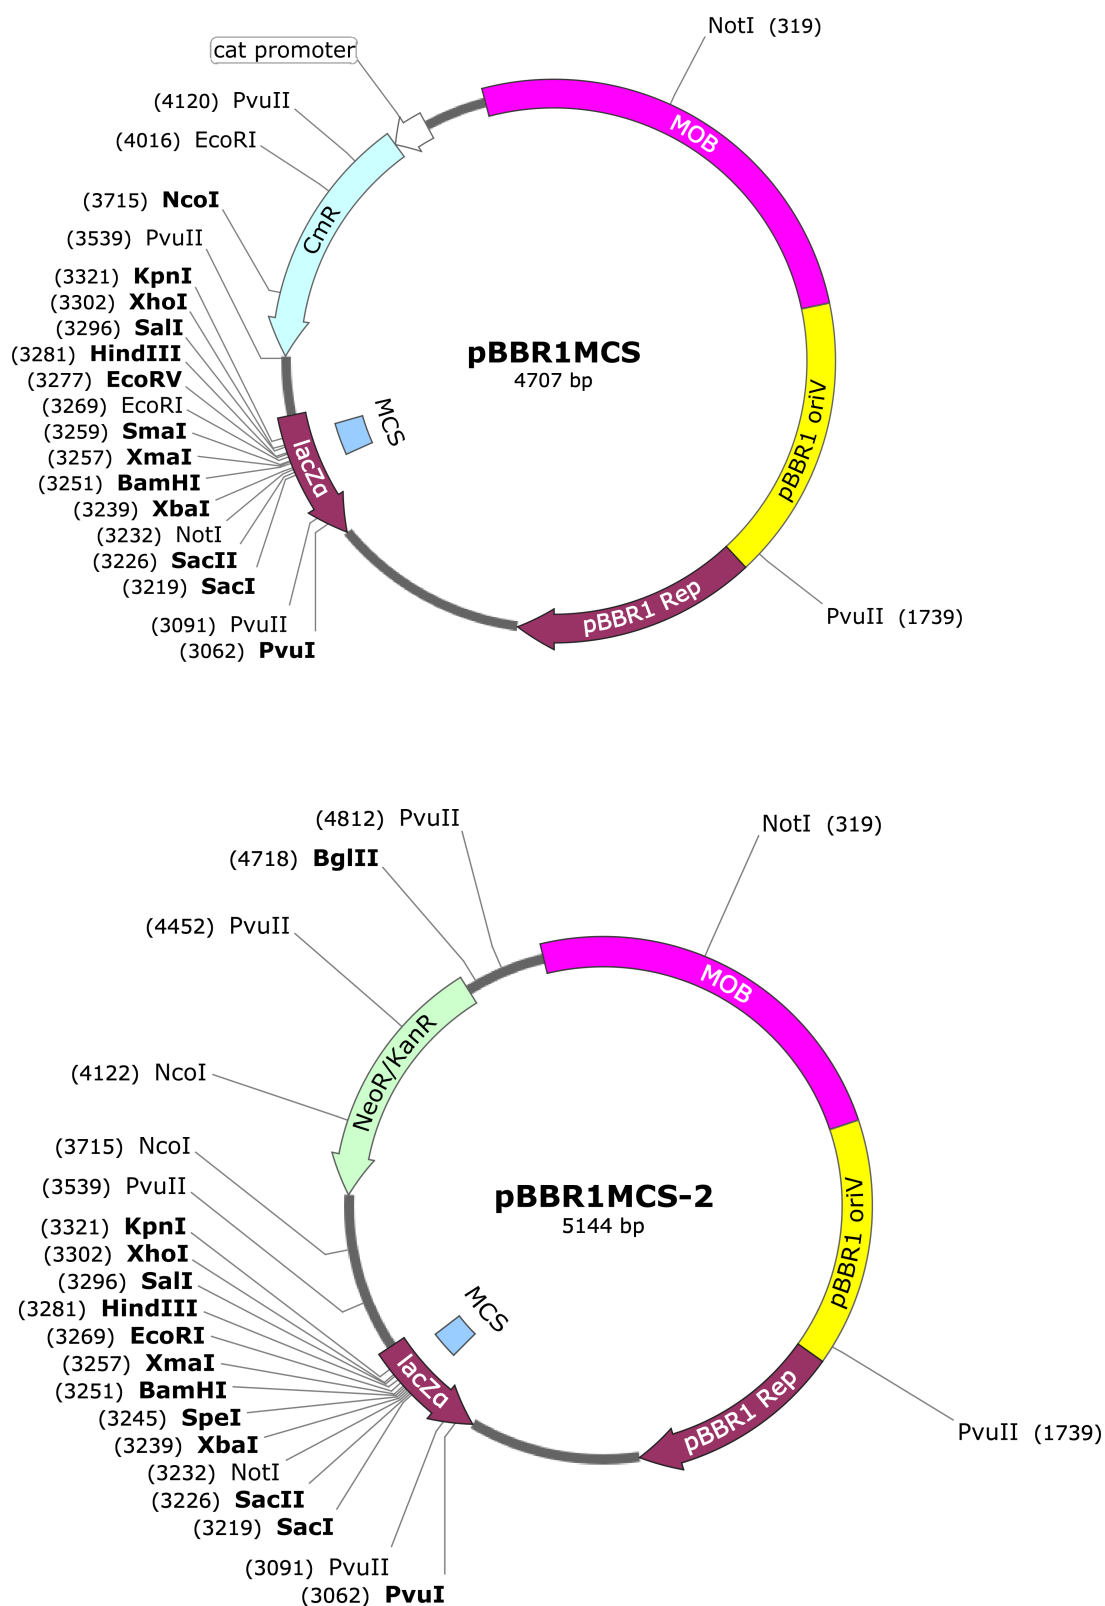 NotI (319)
cat promoter
(4120) PvuII
(4016) EcoRI
MOB
(3715) NcoI
CmR
(3539) PvuII
(3321) KpnI
(3302) XhoI
(3296) SalI
(3281) HindIII
pBBR1MCS
(3277) EcoRV
4707 bp
(3269) EcoRI
MCS
(3259) SmaI
pBBR1 oriV
(3257) XmaI
lacZα
(3251) BamHI
(3239) XbaI
(3232) NotI
(3226) SacII
(3219) SacI
pBBR1 Rep
PvuII (1739)
(3091) PvuII
(3062) PvuI
(4812) PvuII
NotI (319)
(4718) BglII
(4452) PvuII
MOB
NeoR/KanR
(4122) NcoI
(3715) NcoI
(3539) PvuII
pBBR1MCS-2
(3321) KpnI
5144 bp
(3302) XhoI
pBBR1 oriV
(3296) SalI
(3281) HindIII
MCS
(3269) EcoRI
(3257) XmaI
lacZα
(3251) BamHI
pBBR1 Rep
(3245) SpeI
(3239) XbaI
PvuII (1739)
(3232) NotI
(3226) SacII
(3219) SacI
(3091) PvuII
(3062) PvuI